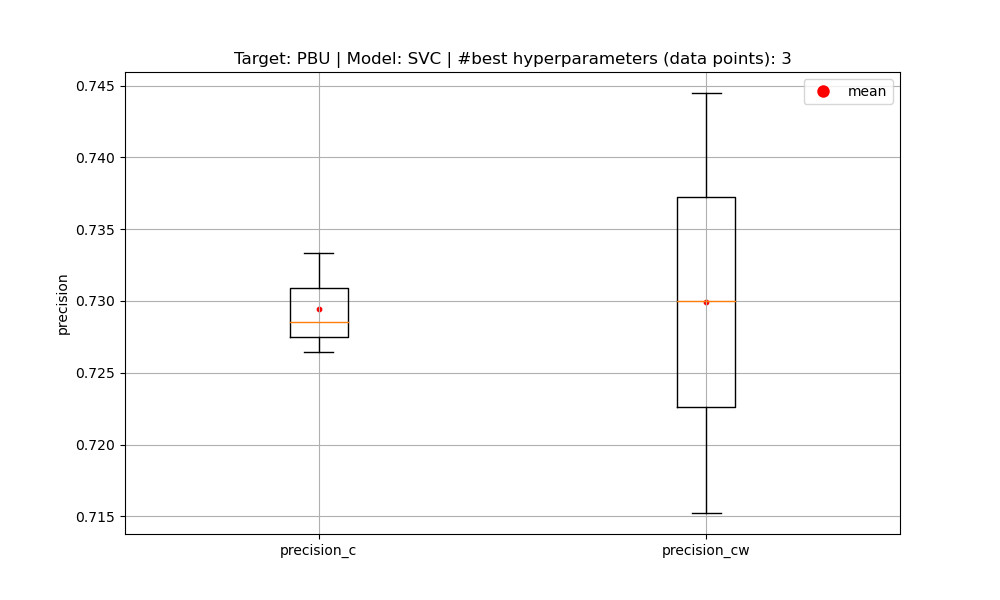 Target: PBU | Model: SVC | #best hyperparameters (data points): 3
mean
precision
0.745
0.740
0.735
0.730
0.725
0.720
0.715
precision_c
precision_cw